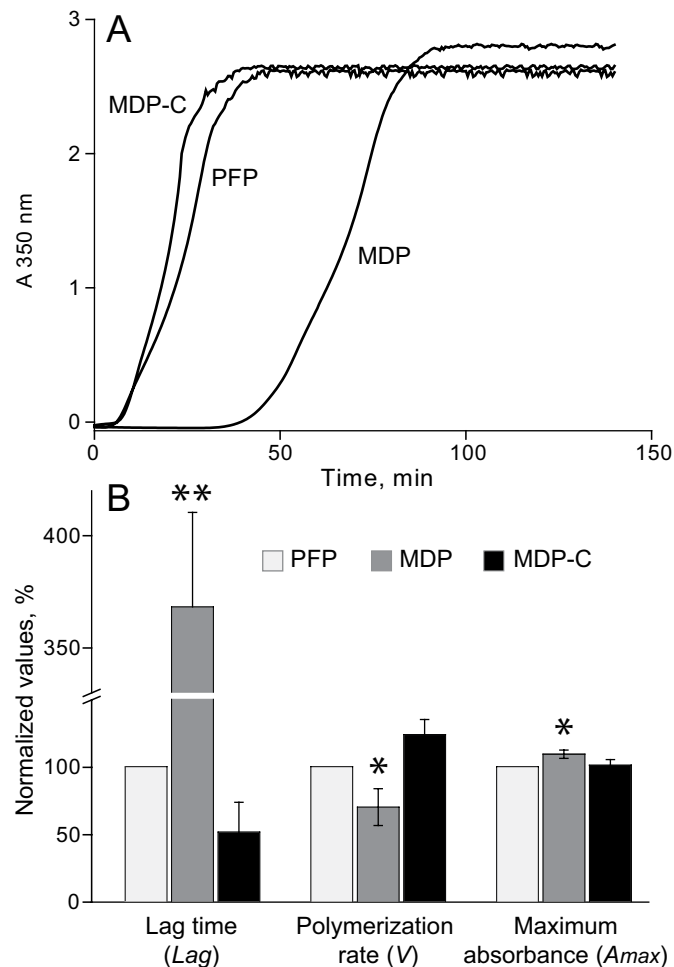 A
3
2
1
0
A 350 nm
MDP-C
PFP
MDP
0
50
100
150
Time, min
B
**
400
350
100
50
0
Normalized values, %
PFP
MDP
MDP-C
*
*
Lag time
(Lag)
Polymerization
rate (V)
Maximum
absorbance (Amax)